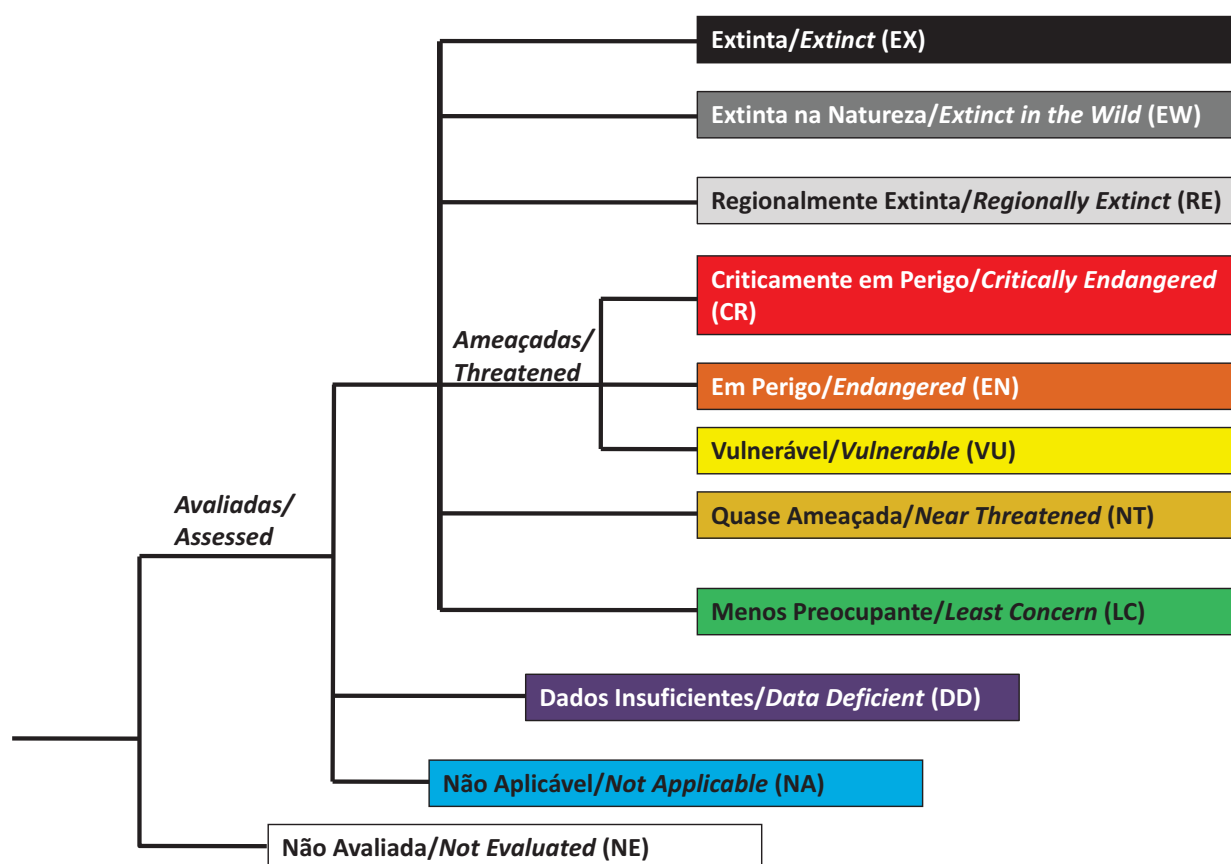 Extinta/Extinct (EX)
Extinta na Natureza/Extinct in the Wild (EW)
Regionalmente Extinta/Regionally Extinct (RE)
Criticamente em Perigo/Critically Endangered
(CR)
Ameaçadas/
Threatened
Em Perigo/Endangered (EN)
Vulnerável/Vulnerable (VU)
Avaliadas/
Assessed
Quase Ameaçada/Near Threatened (NT)
Menos Preocupante/Least Concern (LC)
Dados Insuficientes/Data Deficient (DD)
Não Aplicável/Not Applicable (NA)
Não Avaliada/Not Evaluated (NE)